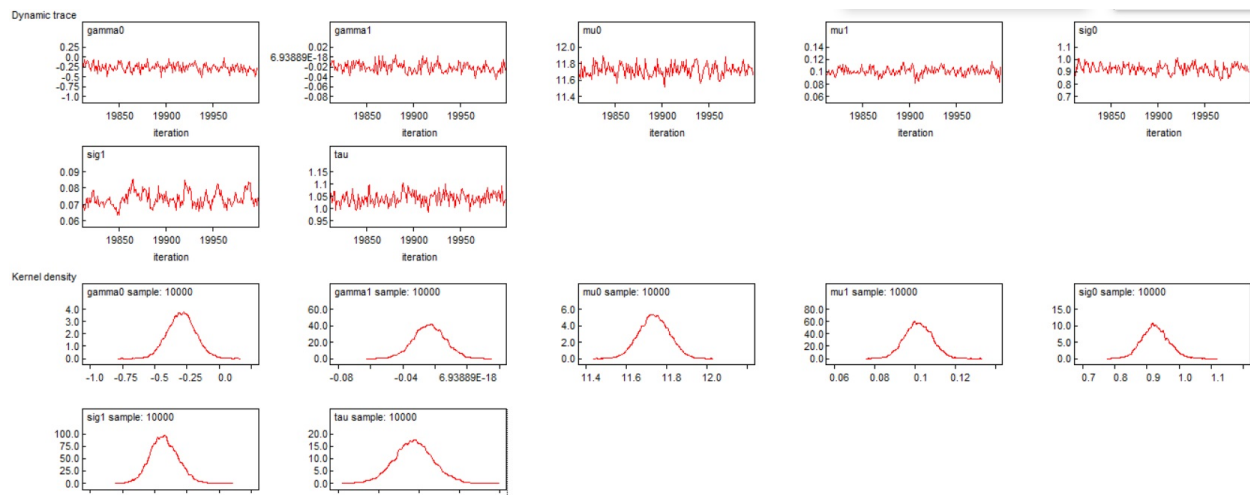 Dynamic trace
gamma0
0.25
0.0
-0.25
-0.5
-0.75
-1.0
19850 19900 19950
iteration
gamma1
0.02
6.93889E-18
-0.02
-0.04
-0.06
-0.08
19850 19900 19950
iteration
mu0
12.0
11.8
11.6
11.4
19850 19900 19950
iteration
mu1
0.14
0.12
0.1
0.08
0.06
19850 19900 19950
iteration
sig0
1.1
1.0
0.9
0.8
0.7
19850 19900 19950
iteration
sig1
0.09
0.08
0.07
0.06
19850 19900 19950
iteration
tau
1.15
1.1
1.05
1.0
0.95
19850 19900 19950
iteration
Kernel density
gamma0 sample: 10000
4.0
3.0
2.0
1.0
0.0
-1.0 -0.75 -0.5 -0.25 0.0
gamma1 sample: 10000
60.0
40.0
20.0
0.0
-0.08 -0.04 6.93889E-18
mu0 sample: 10000
6.0
4.0
2.0
0.0
11.4 11.6 11.8 12.0
mu1 sample: 10000
80.0
60.0
40.0
20.0
0.0
0.06 0.08 0.1 0.12
sig0 sample: 10000
15.0
10.0
5.0
0.0
0.7 0.8 0.9 1.0 1.1
sig1 sample: 10000
100.0
75.0
50.0
25.0
0.0
tau sample: 10000
20.0
15.0
10.0
5.0
0.0